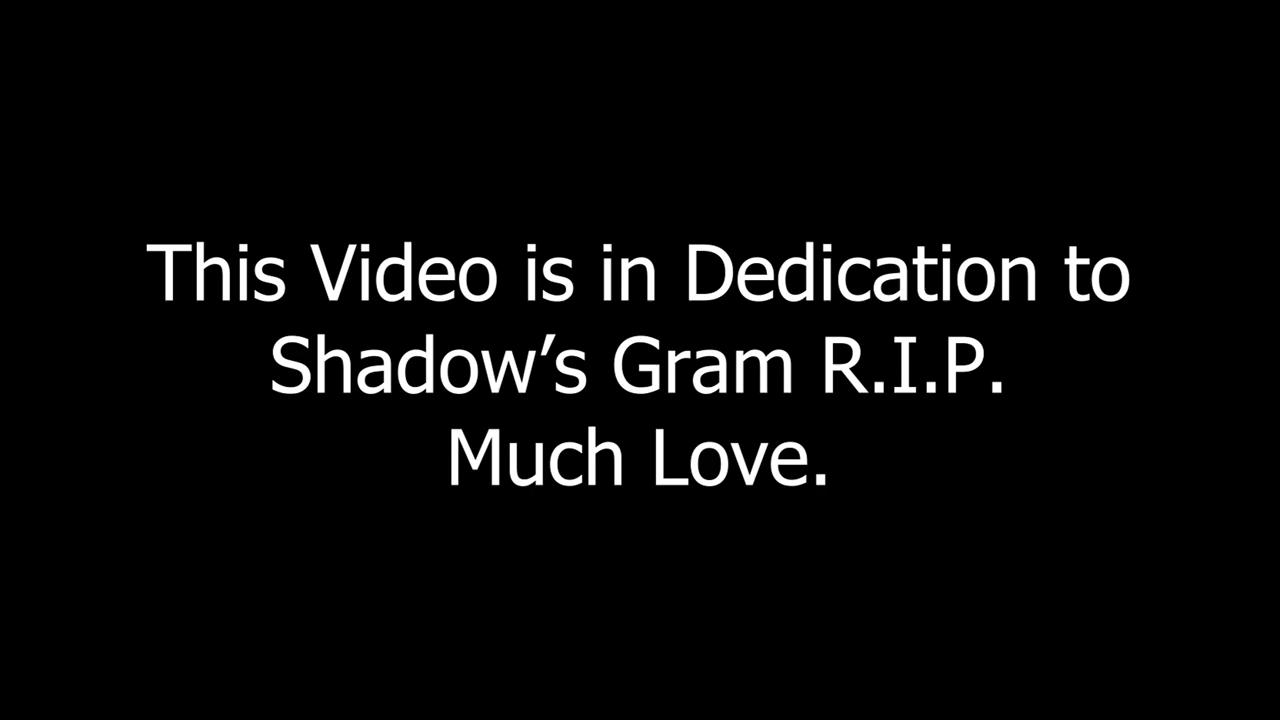 This Video is in Dedication to
Shadow’s Gram R.I.P.
Much Love.